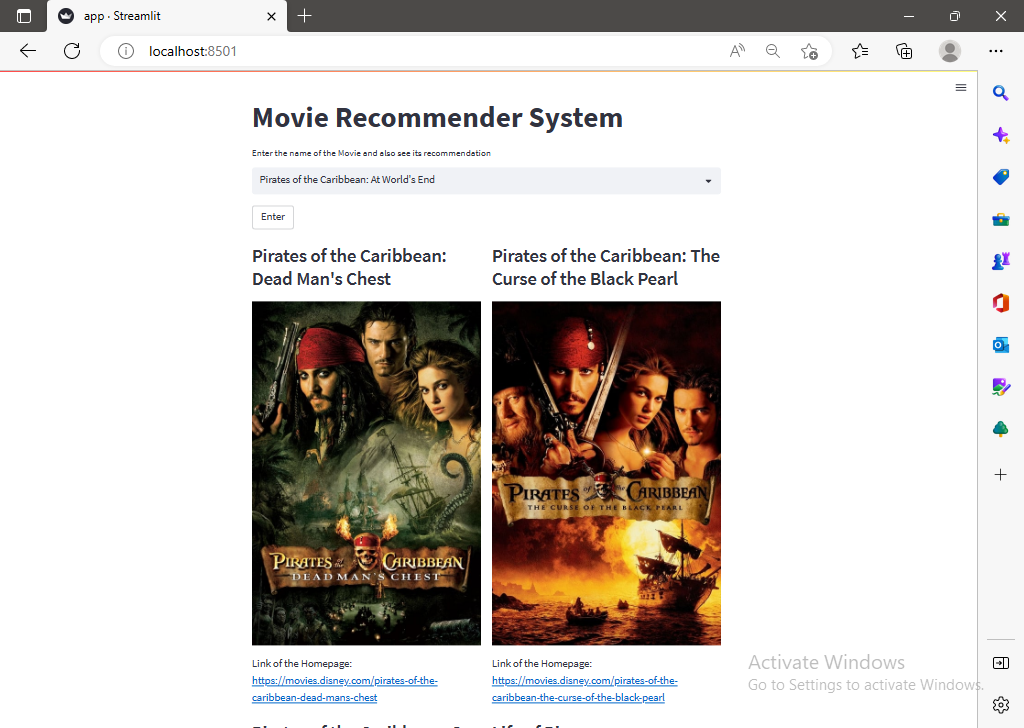 app · Streamlit
localhost:8501
Movie Recommender System
Enter the name of the Movie and also see its recommendation
Pirates of the Caribbean: At World's End
Enter
Pirates of the Caribbean:
Dead Man's Chest
Pirates of the Caribbean: The
Curse of the Black Pearl
PIRATES of the CARIBBEAN
DEAD MAN'S CHEST
PIRATES of the CARIBBEAN
THE CURSE OF THE BLACK PEARL
Link of the Homepage:
https://movies.disney.com/pirates-of-the-
caribbean-dead-mans-chest
Link of the Homepage:
https://movies.disney.com/pirates-of-the-
caribbean-the-curse-of-the-black-pearl
Activate Windows
Go to Settings to activate Windows.